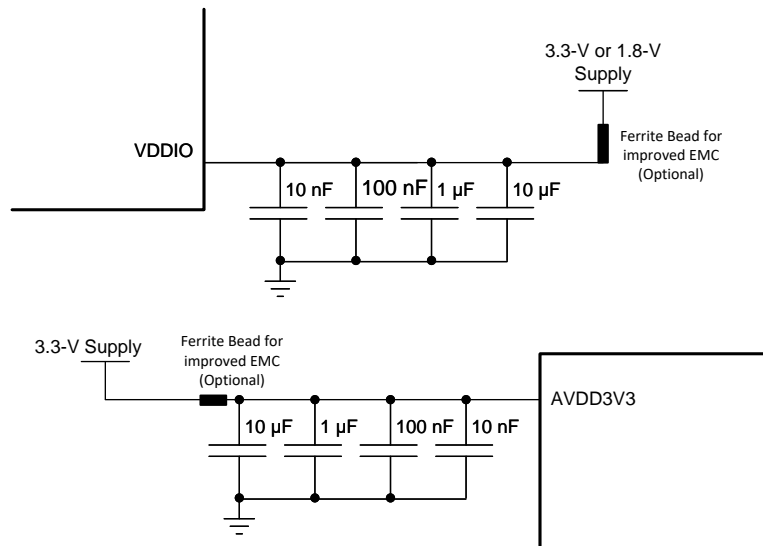 3.3-V or 1.8-V
Supply
VDDIO
Ferrite Bead for
improved EMC
(Optional)
10 nF
100 nF
1 µF
10 µF
3.3-V Supply
Ferrite Bead for
improved EMC
(Optional)
AVDD3V3
10 µF
1 µF
100 nF
10 nF